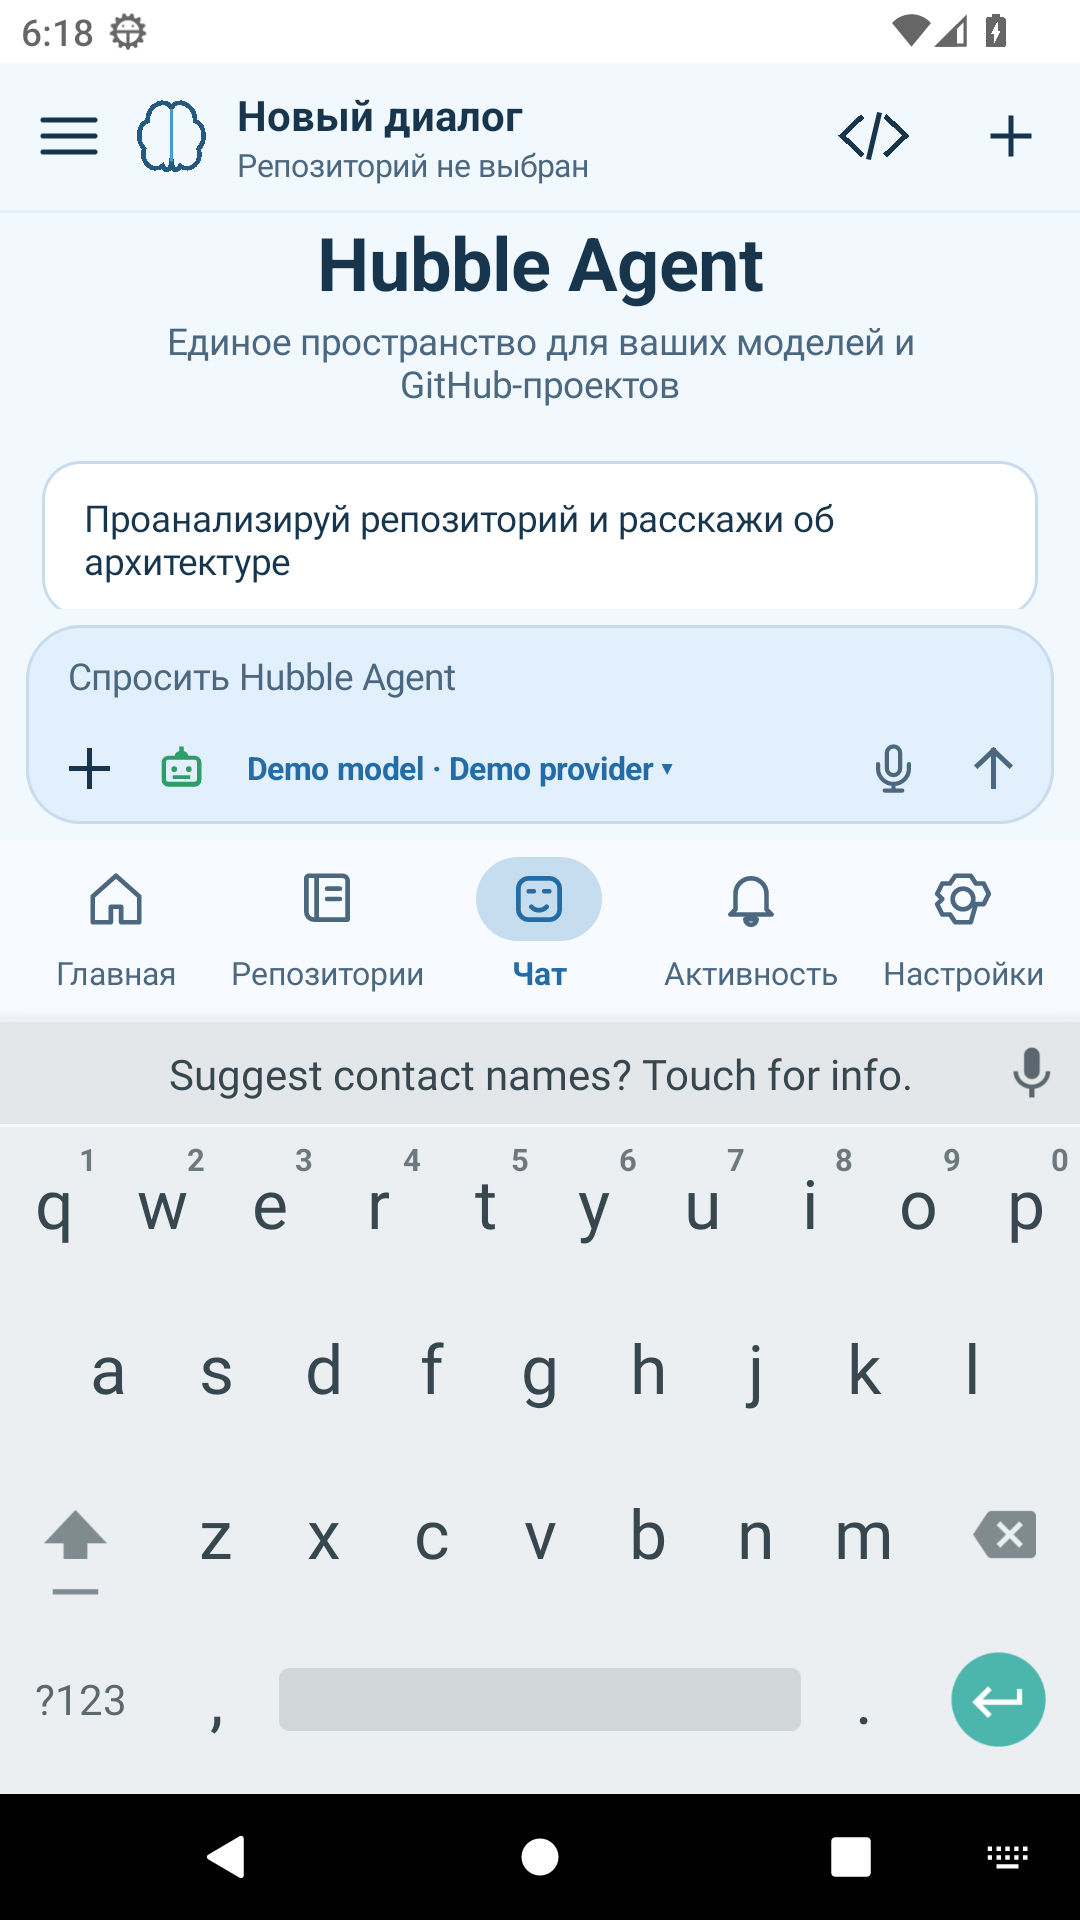 6:18
Новый диалог
Репозиторий не выбран
Hubble Agent
Единое пространство для ваших моделей и
GitHub-проектов
Проанализируй репозиторий и расскажи об
архитектуре
Спросить Hubble Agent
Demo model · Demo provider ▾
Главная Репозитории Чат Активность Настройки
Suggest contact names? Touch for info.
1 2 3 4 5 6 7 8 9 0
q w e r t y u i o p
a s d f g h j k l
z x c v b n m
?123 , .